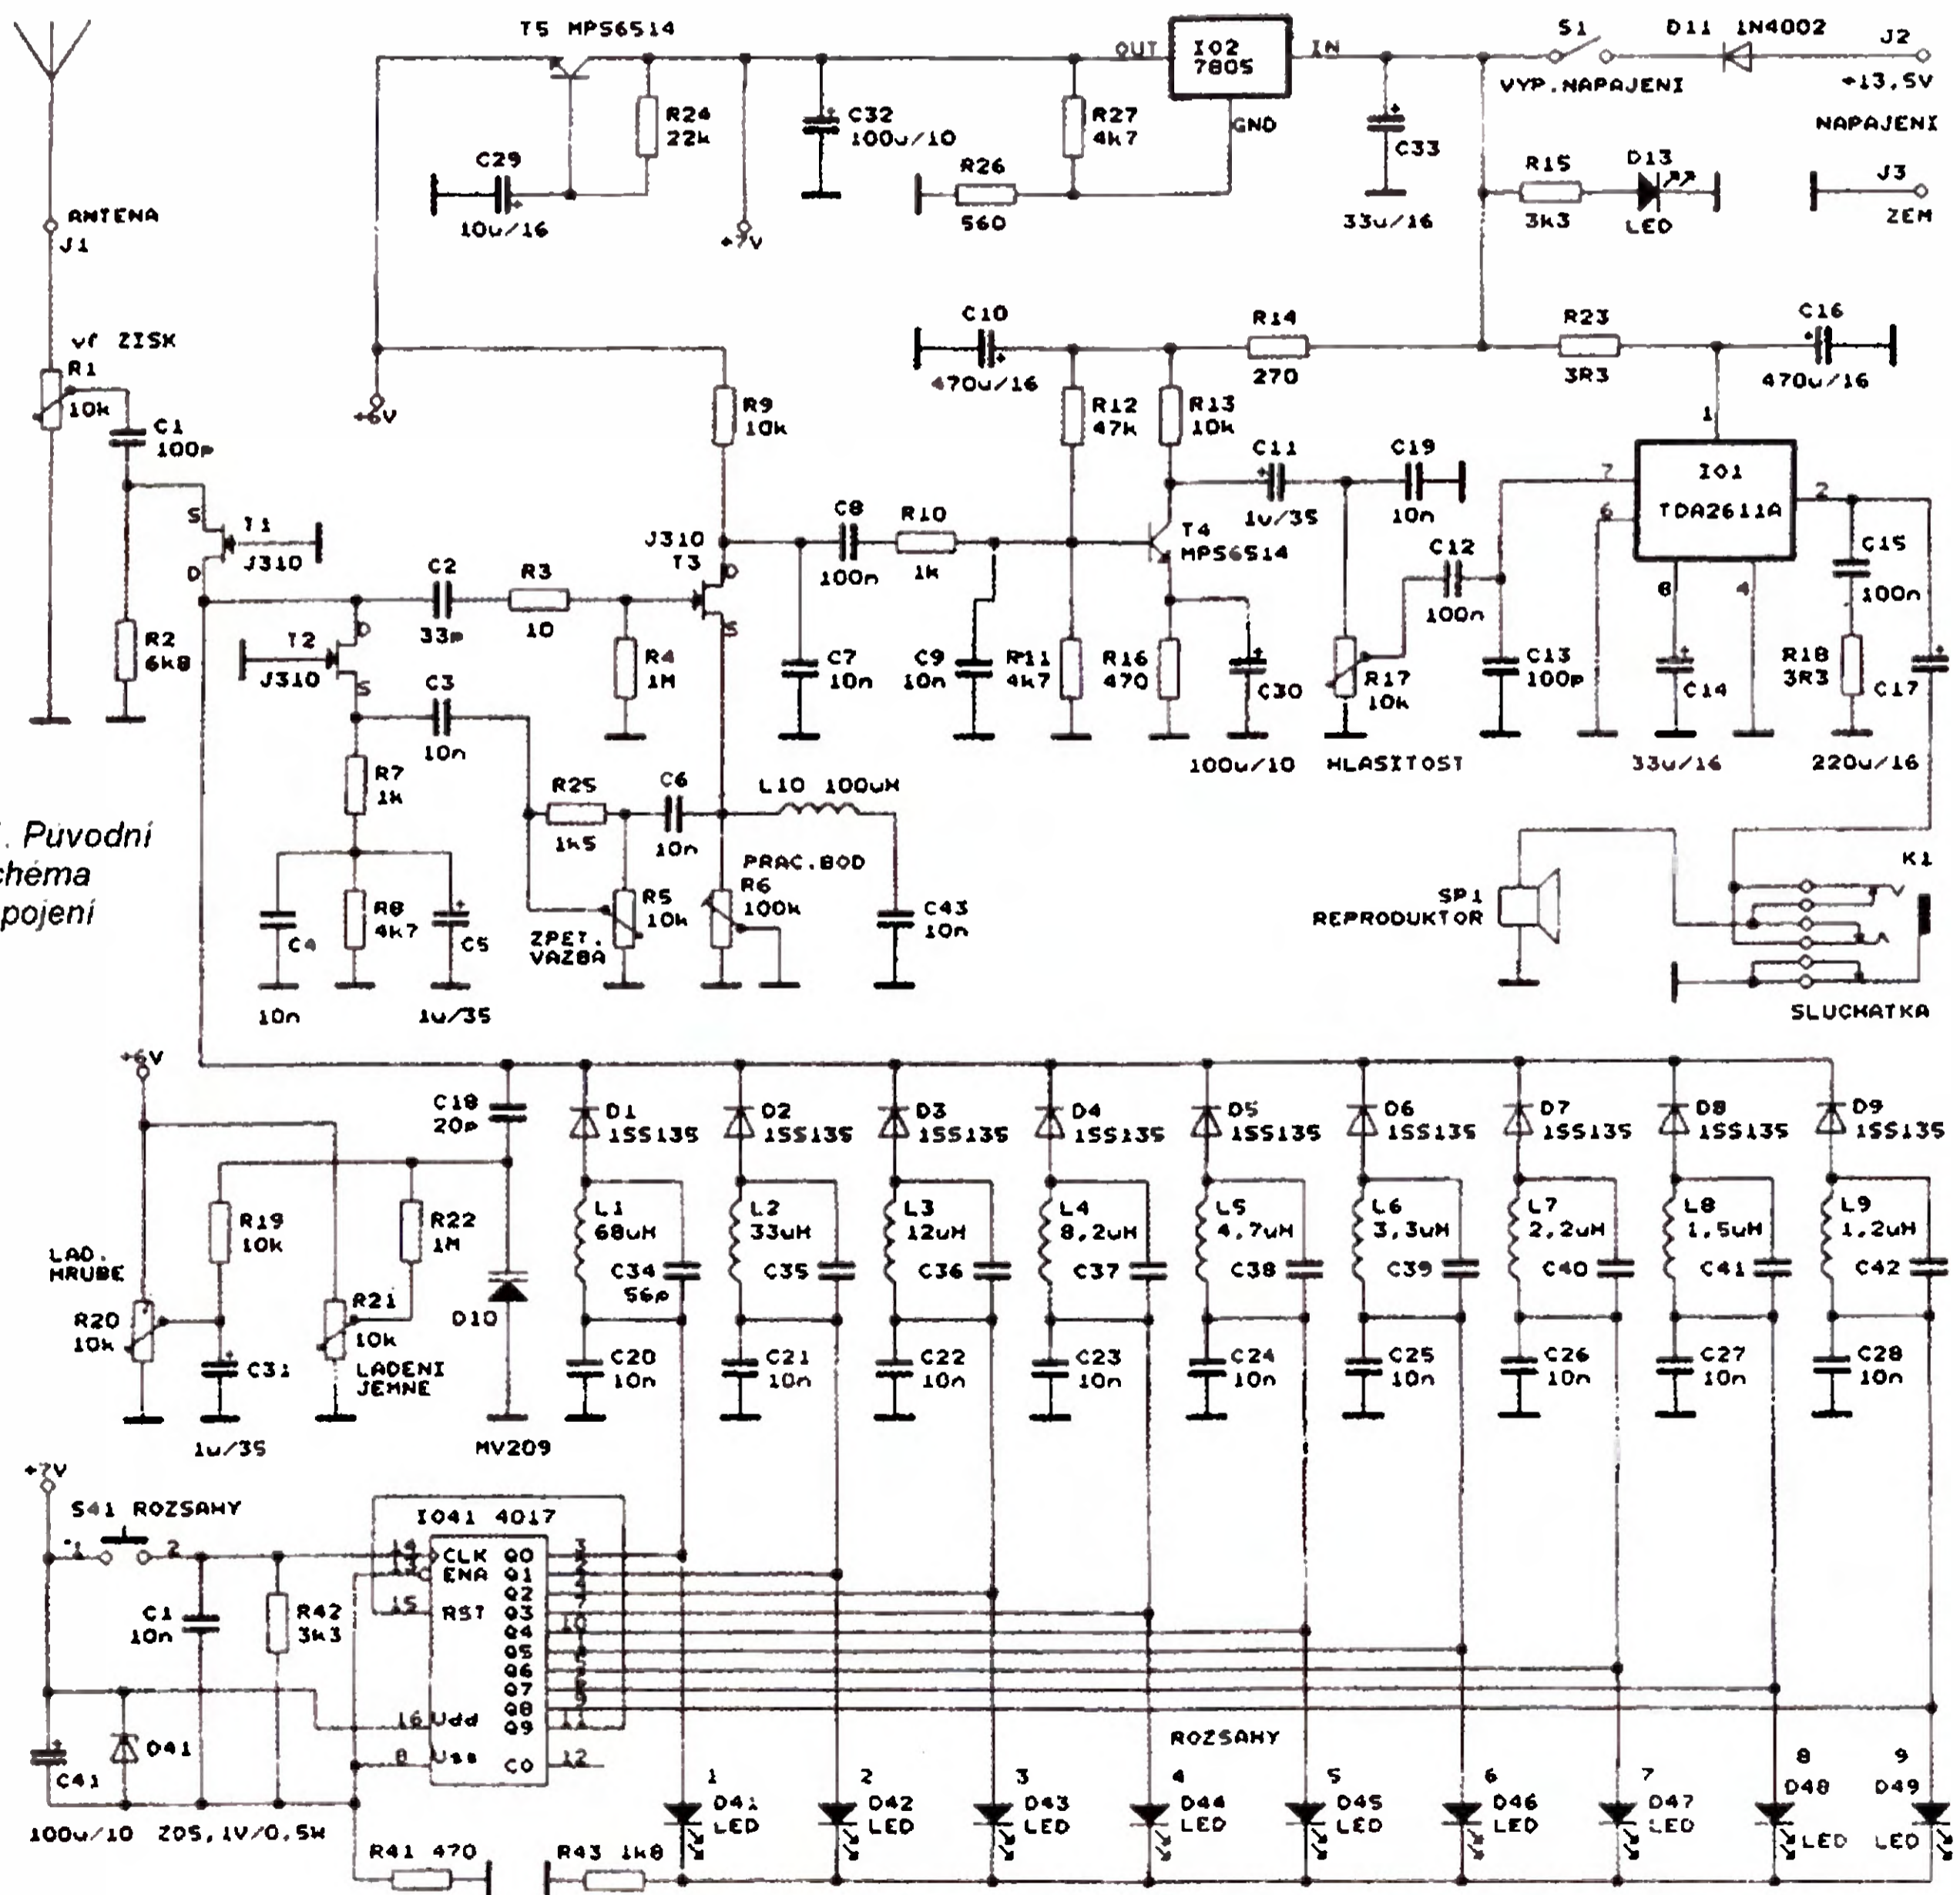 T5 MPS6514
OUT
IO2
7805
IN
GND
S1
VYP.NAPAJENI
D11 1N4002
J2
+13,5V
NAPAJENI
J3
ZEM
R24
22k
C29
10u/16
+7V
C32
100u/10
R27
4k7
R26
560
C33
33u/16
R15
3k3
D13
LED
ANTENA
J1
vf ZISK
R1
10k
C1
100p
+6V
R9
10k
C10
470u/16
R14
270
R23
3R3
C16
470u/16
R12
47k
R13
10k
1
S
T1
J310
D
R2
6k8
T2
J310
D
S
C2
33p
R3
10
R4
1M
J310
T3
D
S
C8
100n
R10
1k
C7
10n
C9
10n
R11
4k7
R16
470
T4
MPS6514
C30
100u/10
C11
1u/35
C19
10n
R17
10k
HLASITOST
C12
100n
C13
100p
7
6
IO1
TDA2611A
2
8
4
C14
33u/16
C15
100n
R18
3R3
C17
220u/16
C3
10n
R7
1k
R25
1k5
C6
10n
L10 100uH
PRAC.BOD
R6
100k
R5
10k
ZPET.
VAZBA
C43
10n
C4
10n
R8
4k7
C5
1u/35
. Původní
chéma
pojení
SP1
REPRODUKTOR
K1
SLUCHATKA
+6V
C18
20p
D1
1SS135
D2
1SS135
D3
1SS135
D4
1SS135
D5
1SS135
D6
1SS135
D7
1SS135
D8
1SS135
D9
1SS135
R19
10k
R22
1M
LAD.
HRUBE
R20
10k
C31
1u/35
R21
10k
LADENI
JEMNE
D10
MV209
L1
68uH
C34
56p
L2
33uH
C35
L3
12uH
C36
L4
8,2uH
C37
L5
4,7uH
C38
L6
3,3uH
C39
L7
2,2uH
C40
L8
1,5uH
C41
L9
1,2uH
C42
C20
10n
C21
10n
C22
10n
C23
10n
C24
10n
C25
10n
C26
10n
C27
10n
C28
10n
+7V
S41 ROZSAHY
1
2
C1
10n
R42
3k3
IO41 4017
14
CLK
Q0
3
13
ENA
Q1
Q2
15
RST
Q3
Q4
10
Q5
Q6
Q7
Q8
Q9
16
Vdd
8
Vss
CO
12
D41
C41
100u/10
ZD5,1V/0,5W
R41 470
R43 1k8
ROZSAHY
1
D41
LED
2
D42
LED
3
D43
LED
4
D44
LED
5
D45
LED
6
D46
LED
7
D47
LED
8
D48
LED
9
D49
LED